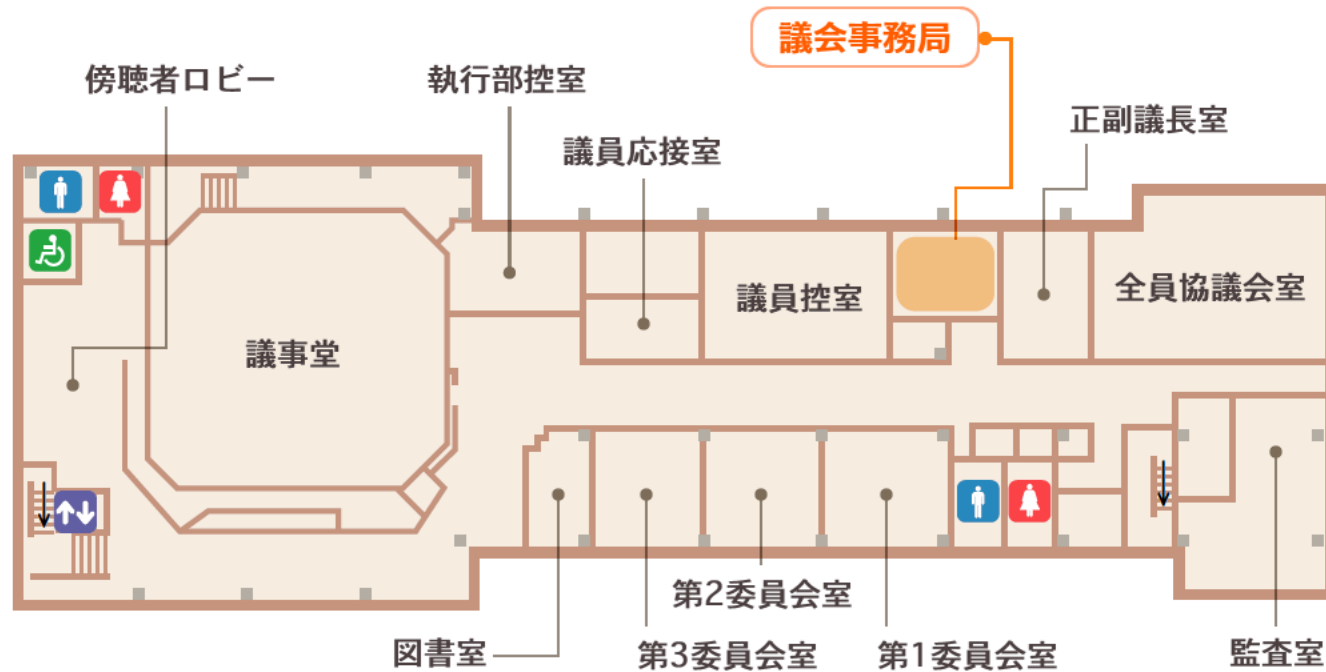 議会事務局
傍聴者ロビー
執行部控室
議員応接室
正副議長室
議事堂
議員控室
全員協議会室
第2委員会室
図書室
第3委員会室
第1委員会室
監査室